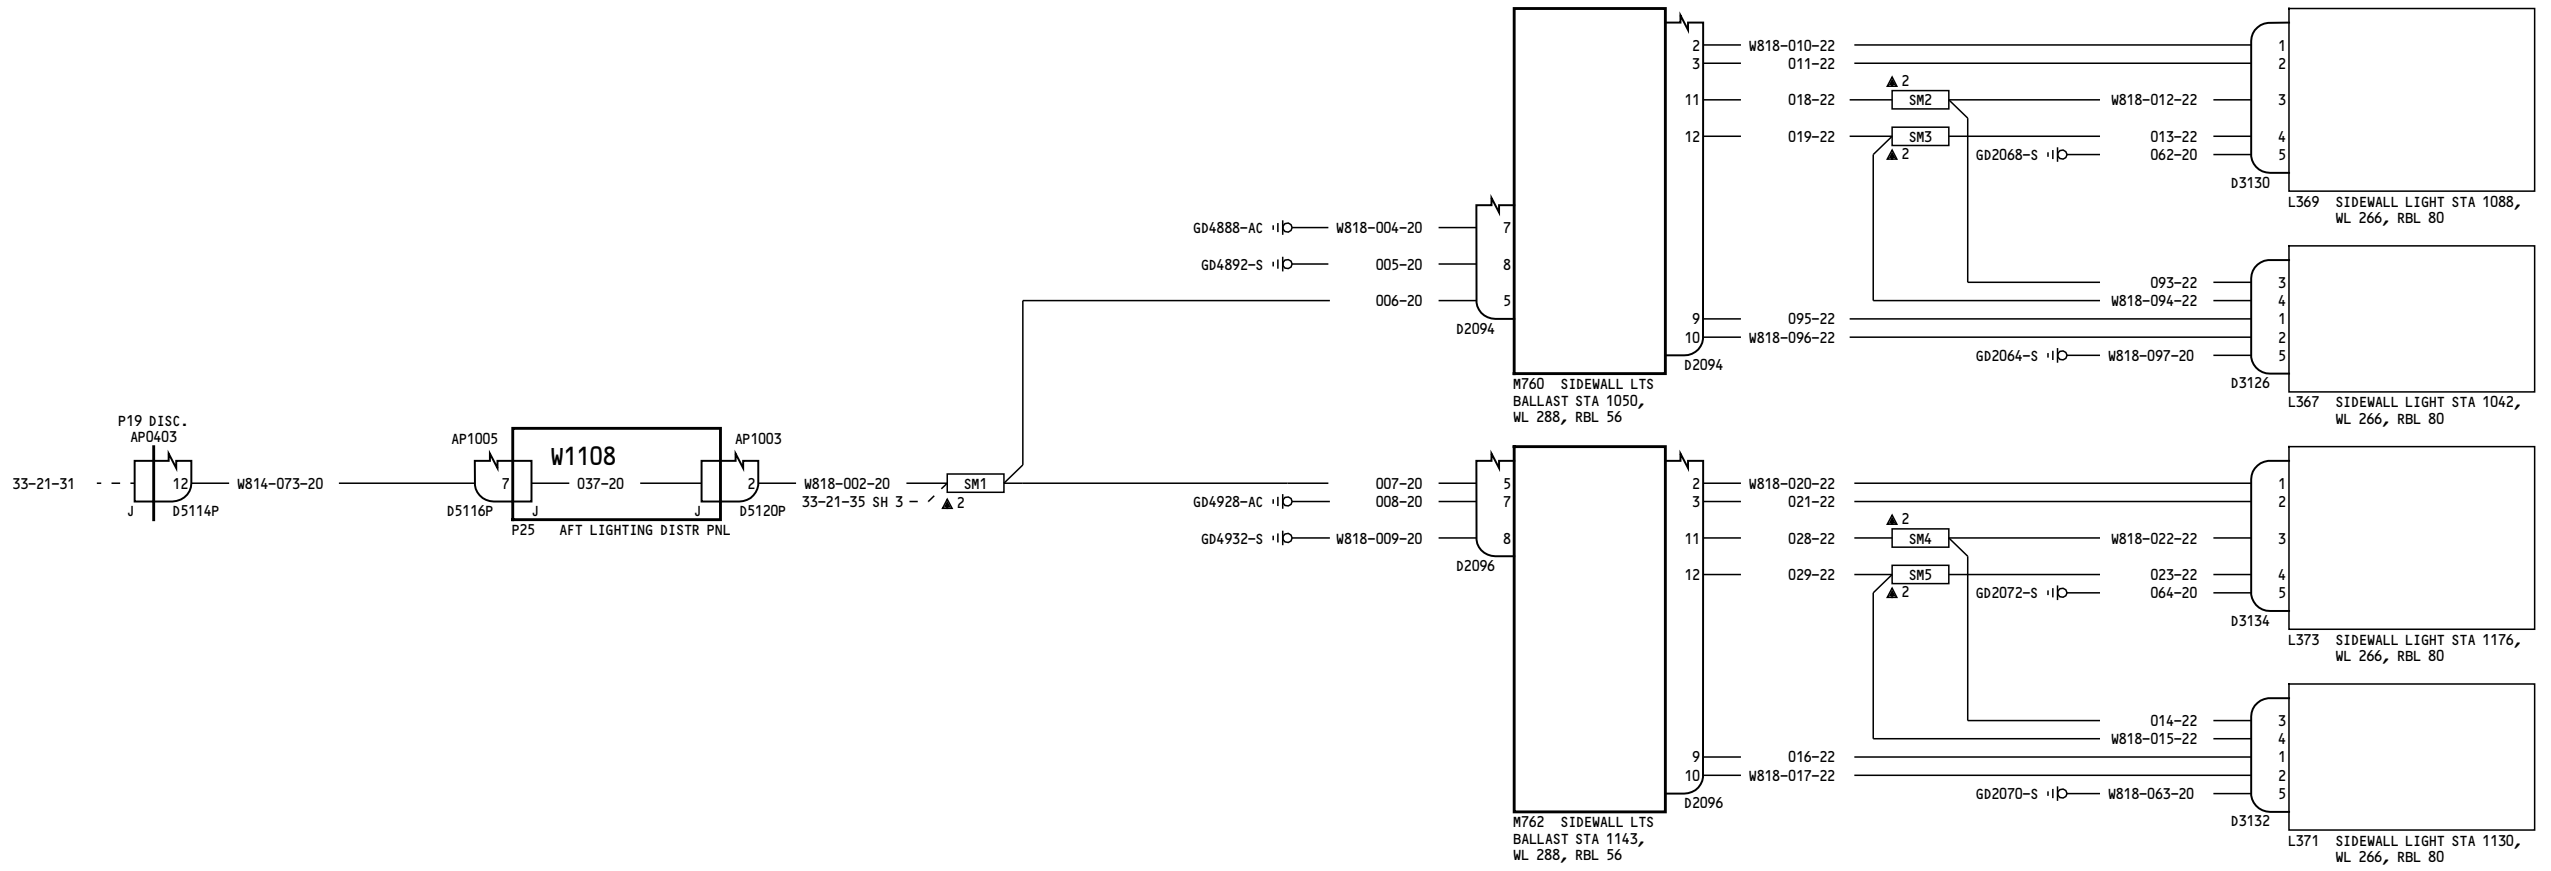 2 W818-010-22 1
3 011-22 2
▲ 2
11 018-22 SM2 W818-012-22 3
12 019-22 SM3 013-22 4
▲ 2 GD2068-S 062-20 5
D3130
L369 SIDEWALL LIGHT STA 1088,
WL 266, RBL 80
GD4888-AC W818-004-20 7
GD4892-S 005-20 8
006-20 5
D2094
093-22 3
W818-094-22 4
9 095-22 1
10 W818-096-22 2
GD2064-S W818-097-20 5
D2094
D3126
M760 SIDEWALL LTS
BALLAST STA 1050,
WL 288, RBL 56
L367 SIDEWALL LIGHT STA 1042,
WL 266, RBL 80
P19 DISC.
AP0403
AP1005
W1108
AP1003
33-21-31 12 W814-073-20 7 037-20 2 W818-002-20 SM1 007-20 5
33-21-35 SH 3 ▲ 2
J D5114P D5116P J J D5120P
P25 AFT LIGHTING DISTR PNL
GD4928-AC 008-20 7
GD4932-S W818-009-20 8
D2096
2 W818-020-22 1
3 021-22 2
▲ 2
11 028-22 SM4 W818-022-22 3
12 029-22 SM5 023-22 4
▲ 2 GD2072-S 064-20 5
D3134
L373 SIDEWALL LIGHT STA 1176,
WL 266, RBL 80
014-22 3
W818-015-22 4
9 016-22 1
10 W818-017-22 2
GD2070-S W818-063-20 5
D2096
D3132
M762 SIDEWALL LTS
BALLAST STA 1143,
WL 288, RBL 56
L371 SIDEWALL LIGHT STA 1130,
WL 266, RBL 80